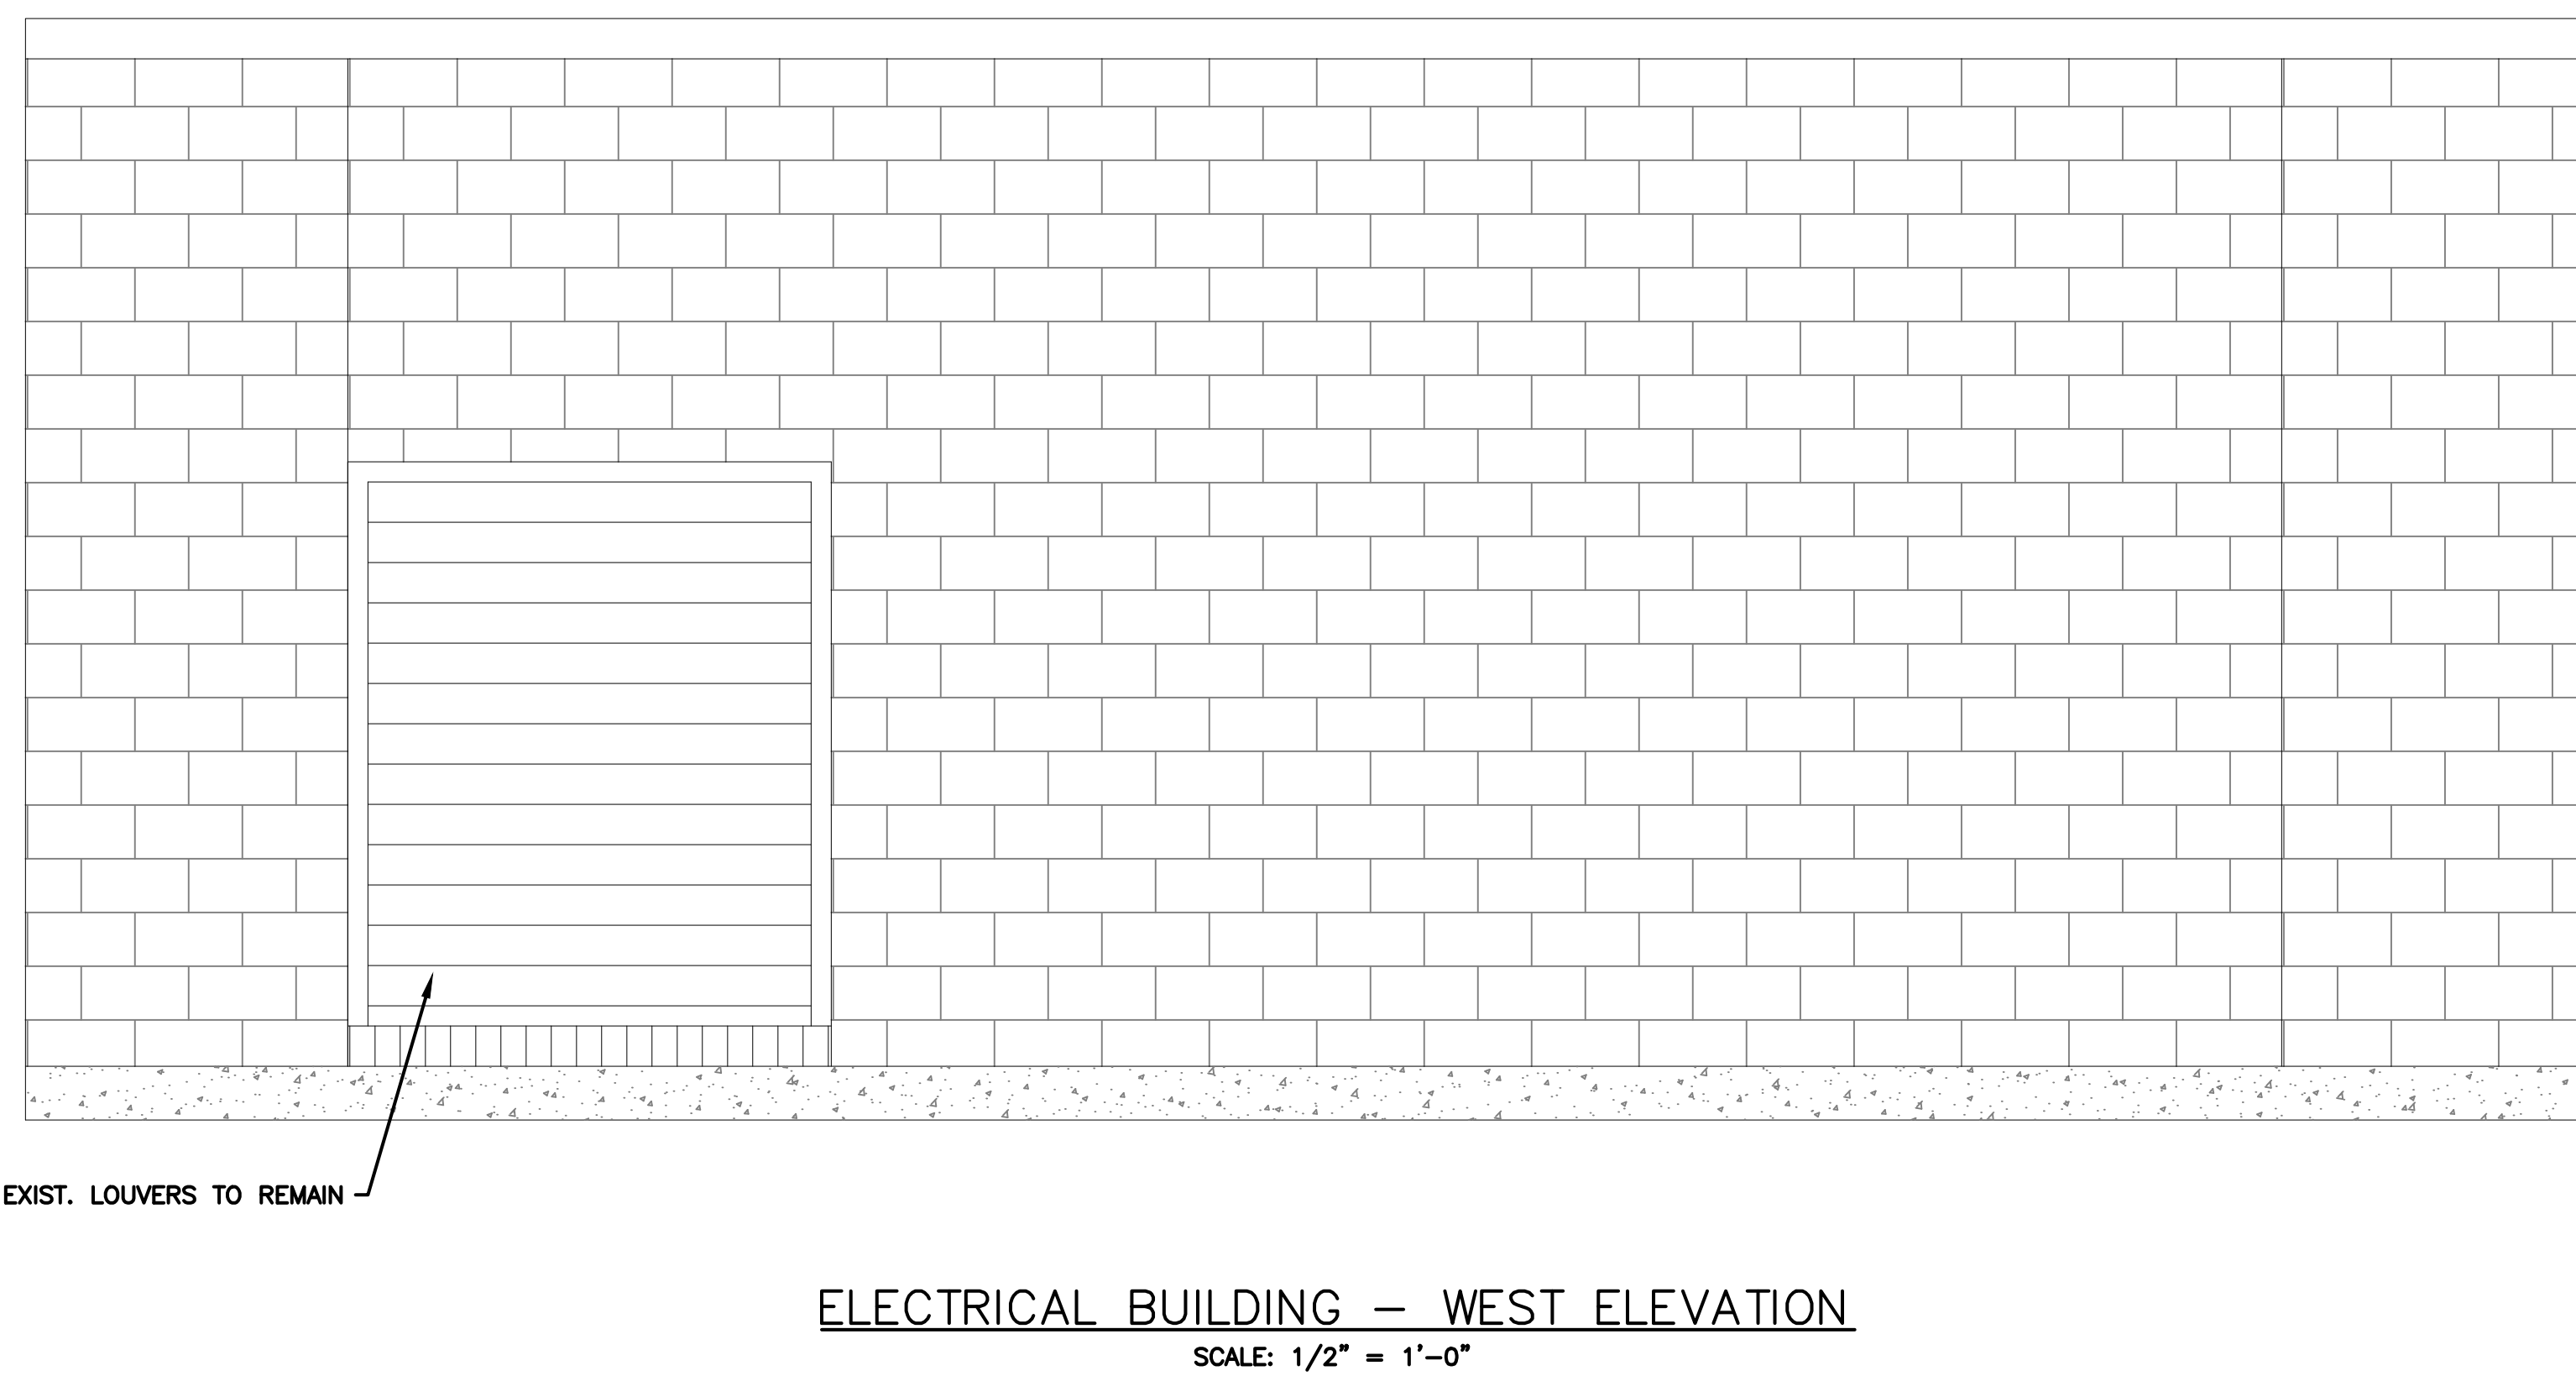 EXIST. LOUVERS TO REMAIN
ELECTRICAL BUILDING – WEST ELEVATION
SCALE: 1/2" = 1'-0"